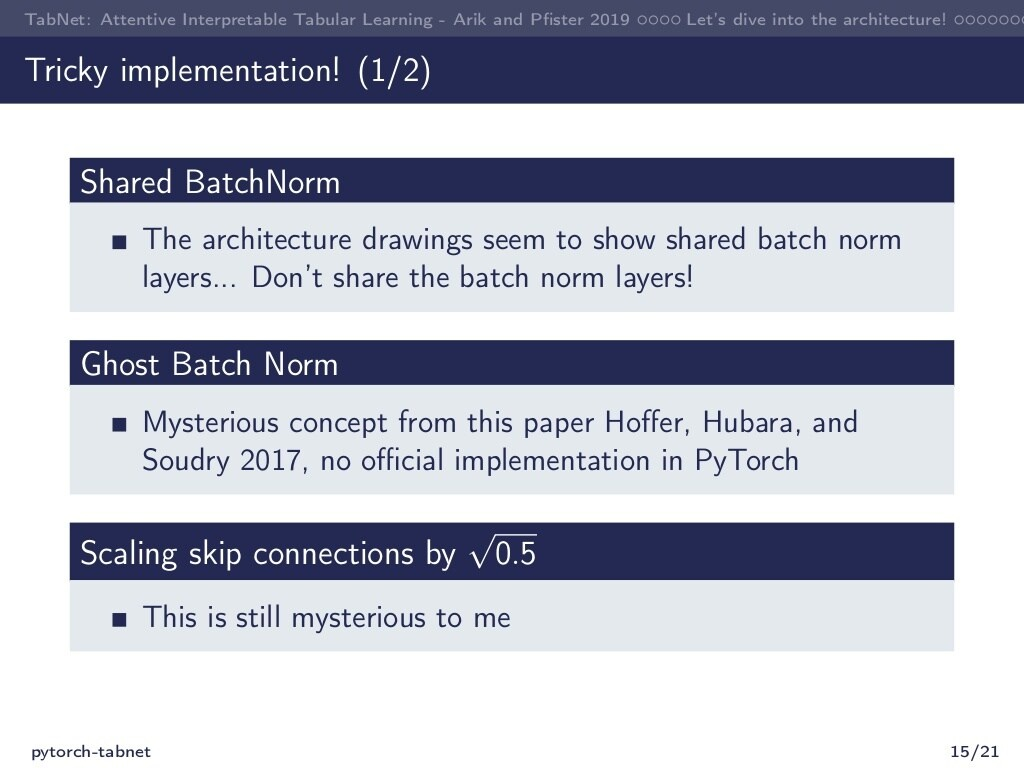 TabNet: Attentive Interpretable Tabular Learning - Arik and Pfister 2019 Let's dive into the architecture!
Tricky implementation! (1/2)
Shared BatchNorm
The architecture drawings seem to show shared batch norm
layers... Don't share the batch norm layers!
Ghost Batch Norm
Mysterious concept from this paper Hoffer, Hubara, and
Soudry 2017, no official implementation in PyTorch
Scaling skip connections by √0.5
This is still mysterious to me
pytorch-tabnet 15/21